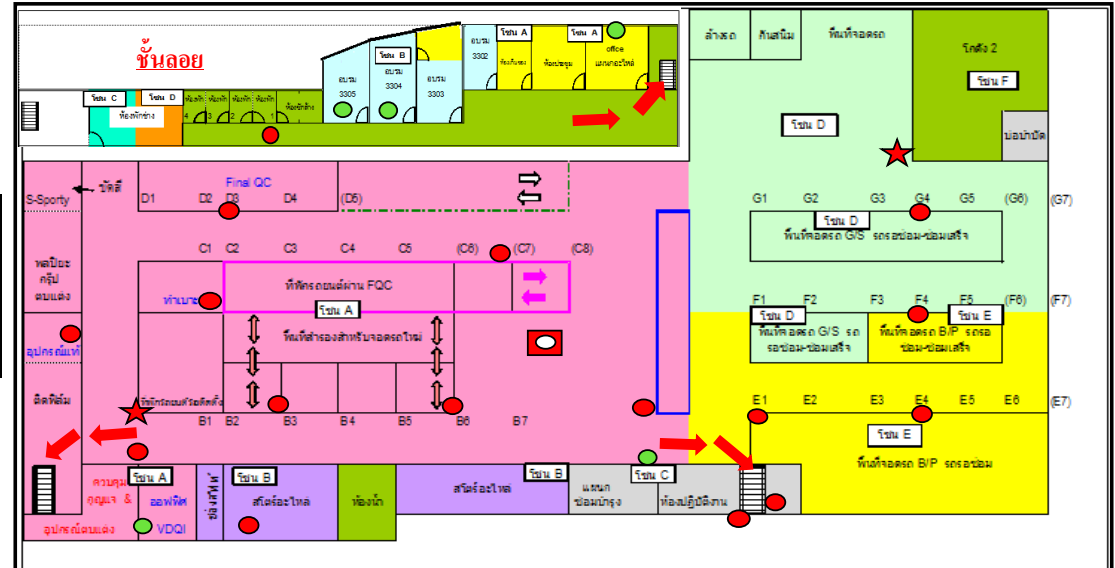 ชั้นลอย
โซน C
โซน D
ห้องพักช่าง
ห้องพัก ห้องพัก ห้องพัก ห้องพัก
4 3 2 1
ห้องพักช่าง
อบรม
3305
โซน B
อบรม
3304
อบรม
3303
อบรม
3302
โซน A
ห้องรับรอง
โซน A
ห้องประชุม
office
แผนกอะไหล่
ล้างรถ
กันสนิม
พื้นที่จอดรถ
โกดัง 2
โซน F
โซน D
บ่อบำบัด
S-Sporty
ขัดสี
Final QC
D1 D2 D3 D4 (D5)
G1 G2 G3 G4 G5 (G6) (G7)
โซน D
พื้นที่จอดรถ G/S รถรอซ่อม-ซ่อมเสร็จ
C1 C2 C3 C4 C5 (C6) (C7) (C8)
พลปิยะ
กรุ๊ป
ตบแต่ง
ทำเบาะ
ที่พักรถยนต์ผ่าน FQC
โซน A
พื้นที่สำรองสำหรับจอดรถใหม่
F1 F2 F3 F4 F5 (F6) (F7)
โซน D
โซน E
พื้นที่จอดรถ G/S รถ
รอซ่อม-ซ่อมเสร็จ
พื้นที่จอดรถ B/P รถรอ
ซ่อม-ซ่อมเสร็จ
อุปกรณ์แท้
ติดฟิล์ม
ที่พักรถยนต์รอติดตั้ง
B1 B2 B3 B4 B5 B6 B7
E1 E2 E3 E4 E5 E6 (E7)
โซน E
พื้นที่จอดรถ B/P รถรอซ่อม
ควบคุม
กุญแจ &
อุปกรณ์ตบแต่ง
โซน A
ออฟฟิศ
VDQI
โซน B
สโตร์อะไหล่
ห้องน้ำ
สโตร์อะไหล่
โซน B
แผนก
ซ่อมบำรุง
โซน C
ห้องปฏิบัติงาน